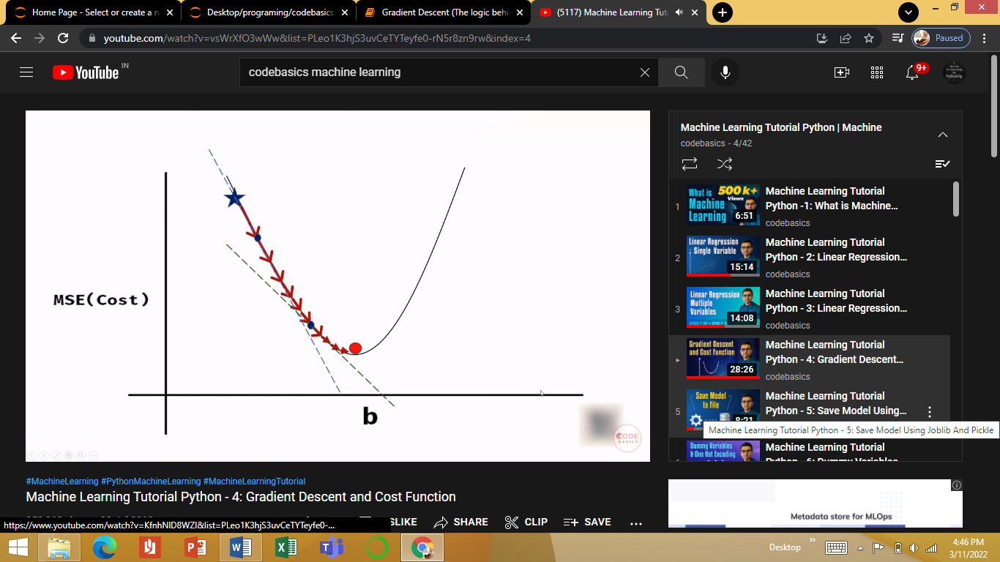 Home Page - Select or create a n
Desktop/programing/codebasics
Gradient Descent (The logic behi
(5117) Machine Learning Tut
youtube.com/watch?v=vsWrXfO3wWw&list=PLeo1K3hjS3uvCeTYTeyfe0-rN5r8zn9rw&index=4
Paused
YouTube IN
codebasics machine learning
9+
MSE(Cost)
b
CODE
BASICS
Machine Learning Tutorial Python | Machine
codebasics - 4/42
1
What is Machine Learning
500 k+
Views
6:51
Machine Learning Tutorial
Python -1: What is Machine...
codebasics
2
Linear Regression
Single Variable
15:14
Machine Learning Tutorial
Python - 2: Linear Regression...
codebasics
3
Linear Regression
Multiple
Variables
14:08
Machine Learning Tutorial
Python - 3: Linear Regression...
codebasics
Gradient Descent
and Cost Function
28:26
Machine Learning Tutorial
Python - 4: Gradient Descent...
codebasics
5
Save Model
to File
8:21
Machine Learning Tutorial
Python - 5: Save Model Using...
Machine Learning Tutorial Python - 5: Save Model Using Joblib And Pickle
Dummy Variables
& One Hot Encoding
Machine Learning Tutorial
Python - 6: Dummy Variables
#MachineLearning #PythonMachineLearning #MachineLearningTutorial
Machine Learning Tutorial Python - 4: Gradient Descent and Cost Function
SLIKE
SHARE
CLIP
SAVE
Metadata store for MLOps
https://www.youtube.com/watch?v=KfnhNlD8WZI&list=PLeo1K3hjS3uvCeTYTeyfe0-...
Desktop
4:46 PM
3/11/2022